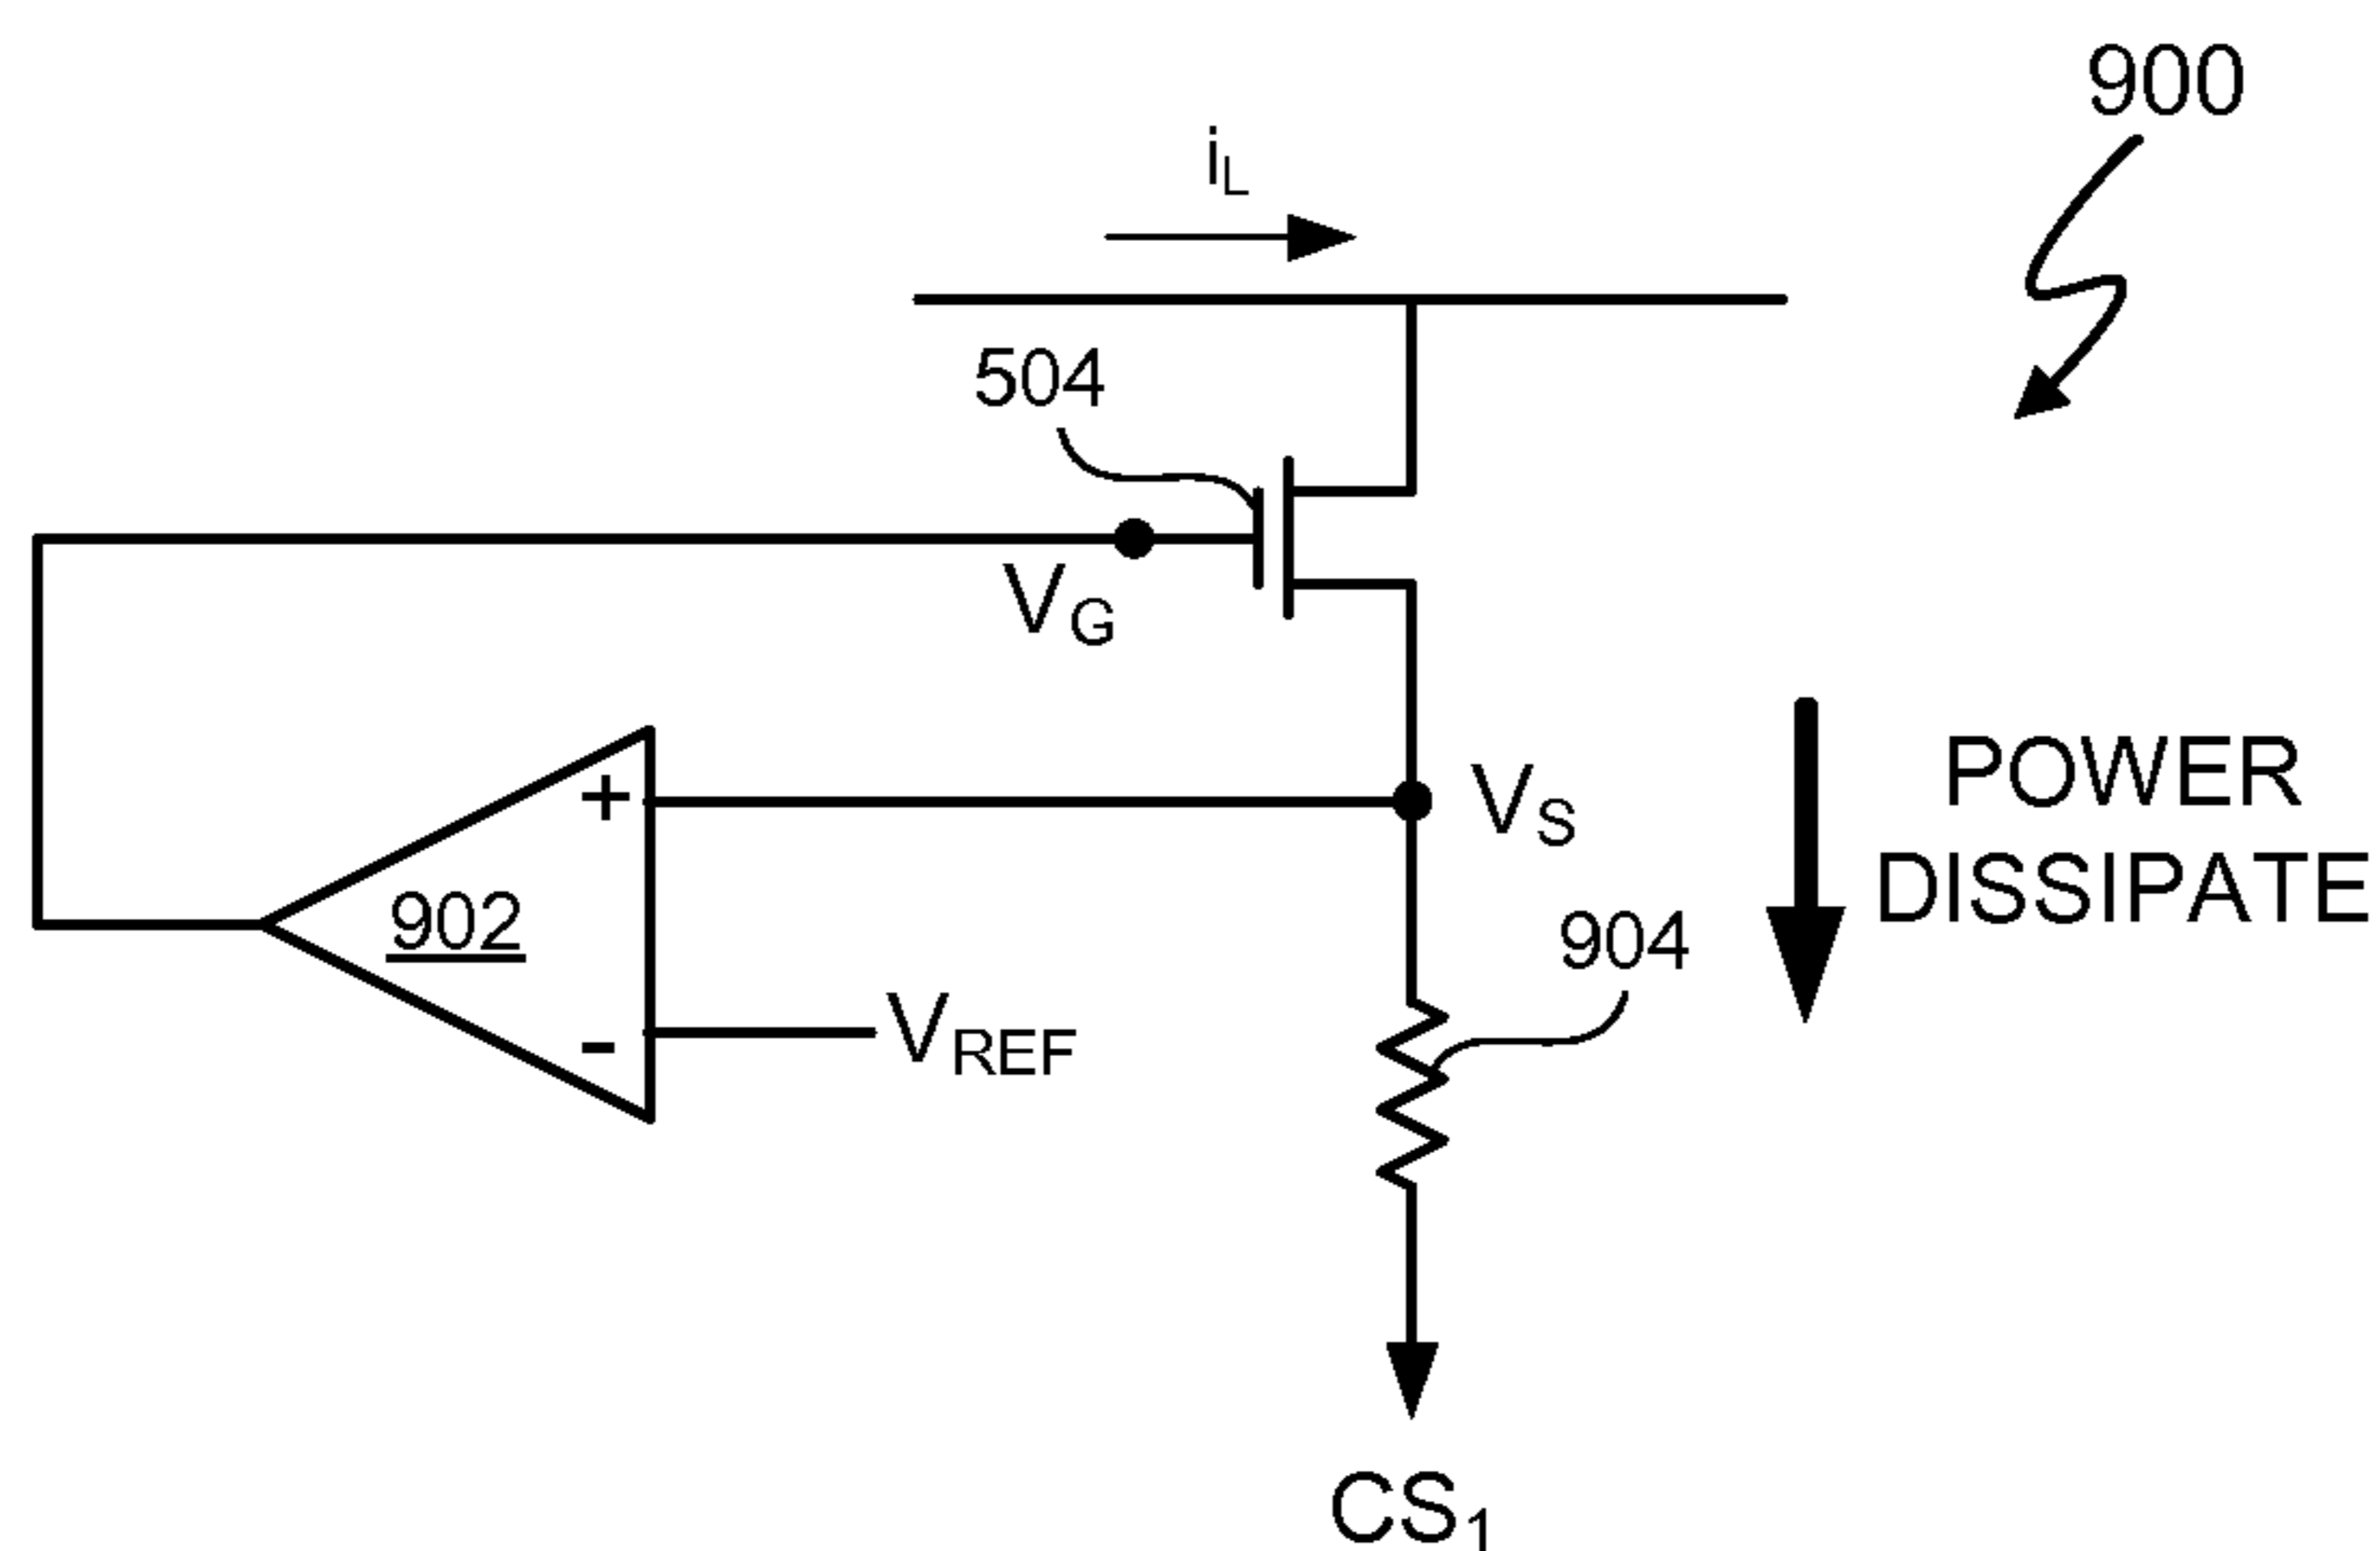 900
iL
504
VG
+
VS
POWER
DISSIPATE
902
904
-
VREF
CS1